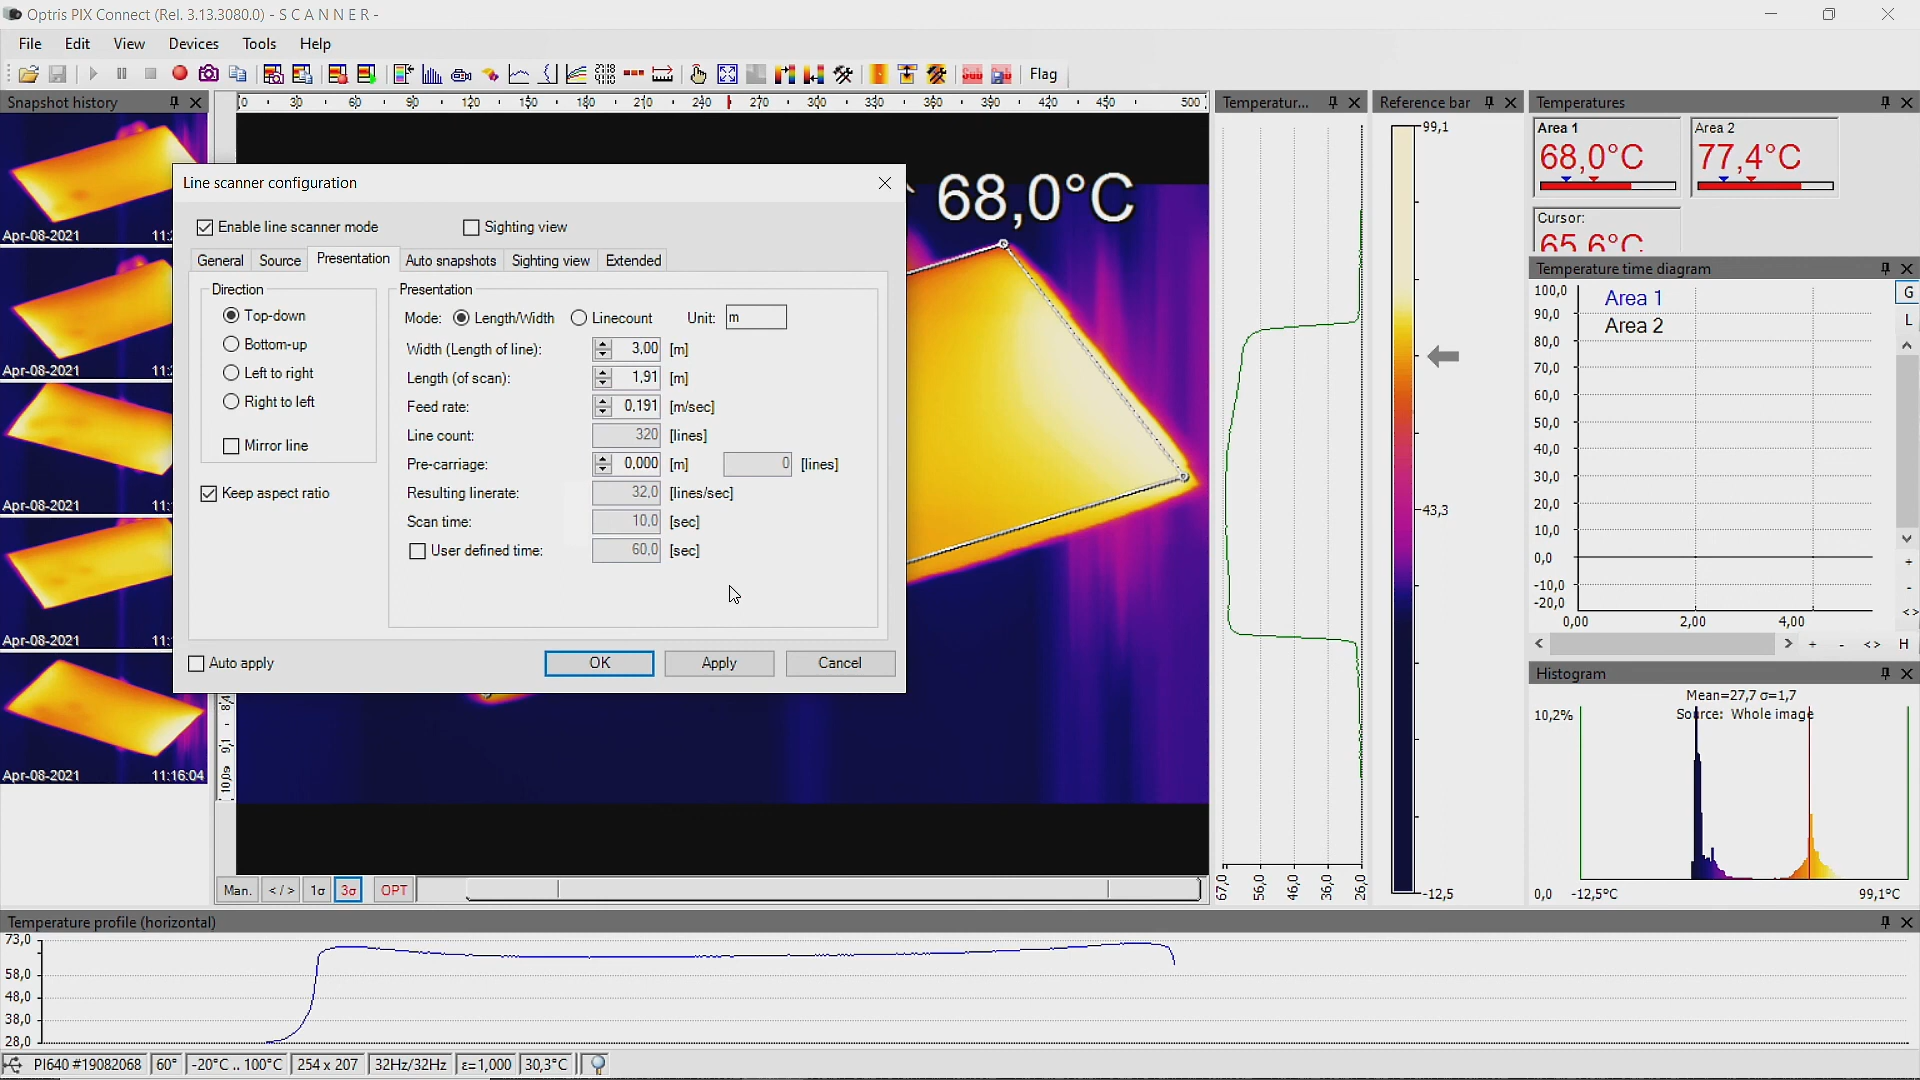 Optris PIX Connect (Rel. 3.13.3080.0) - S C A N N E R -
File Edit View Devices Tools Help
Flag
Snapshot history
0 30 60 90 120 150 180 210 240 270 300 330 360 390 420 450 500
Temperatur...
Reference bar
Temperatures
Apr-08-2021 11:
Apr-08-2021 11:
Apr-08-2021 11:
Apr-08-2021 11:
Apr-08-2021 11:16:04
Line scanner configuration
Enable line scanner mode
Sighting view
General Source Presentation Auto snapshots Sighting view Extended
Direction
Top-down
Bottom-up
Left to right
Right to left
Mirror line
Keep aspect ratio
Presentation
Mode: Length/Width Linecount Unit: m
Width (Length of line): 3,00 [m]
Length (of scan): 1,91 [m]
Feed rate: 0,191 [m/sec]
Line count: 320 [lines]
Pre-carriage: 0,000 [m] 0 [lines]
Resulting linerate: 32,0 [lines/sec]
Scan time: 10,0 [sec]
User defined time: 60,0 [sec]
Auto apply
OK Apply Cancel
68,0°C
9,1
10,0s
Man. </> 1σ 3σ OPT
67,0 56,0 46,0 36,0 26,0
99,1
43,3
-12,5
Area 1
68,0°C
Area 2
77,4°C
Cursor:
65,6°C
Temperature time diagram
100,0
90,0
80,0
70,0
60,0
50,0
40,0
30,0
20,0
10,0
0,0
-10,0
-20,0
Area 1
Area 2
G
L
+
-
<>
0,00 2,00 4,00
+ - <> H
Histogram
Mean=27,7 σ=1,7
Source: Whole image
10,2%
0,0 -12,5°C 99,1°C
Temperature profile (horizontal)
73,0
58,0
48,0
38,0
28,0
PI640 #19082068 60° -20°C .. 100°C 254 x 207 32Hz/32Hz ε=1,000 30,3°C